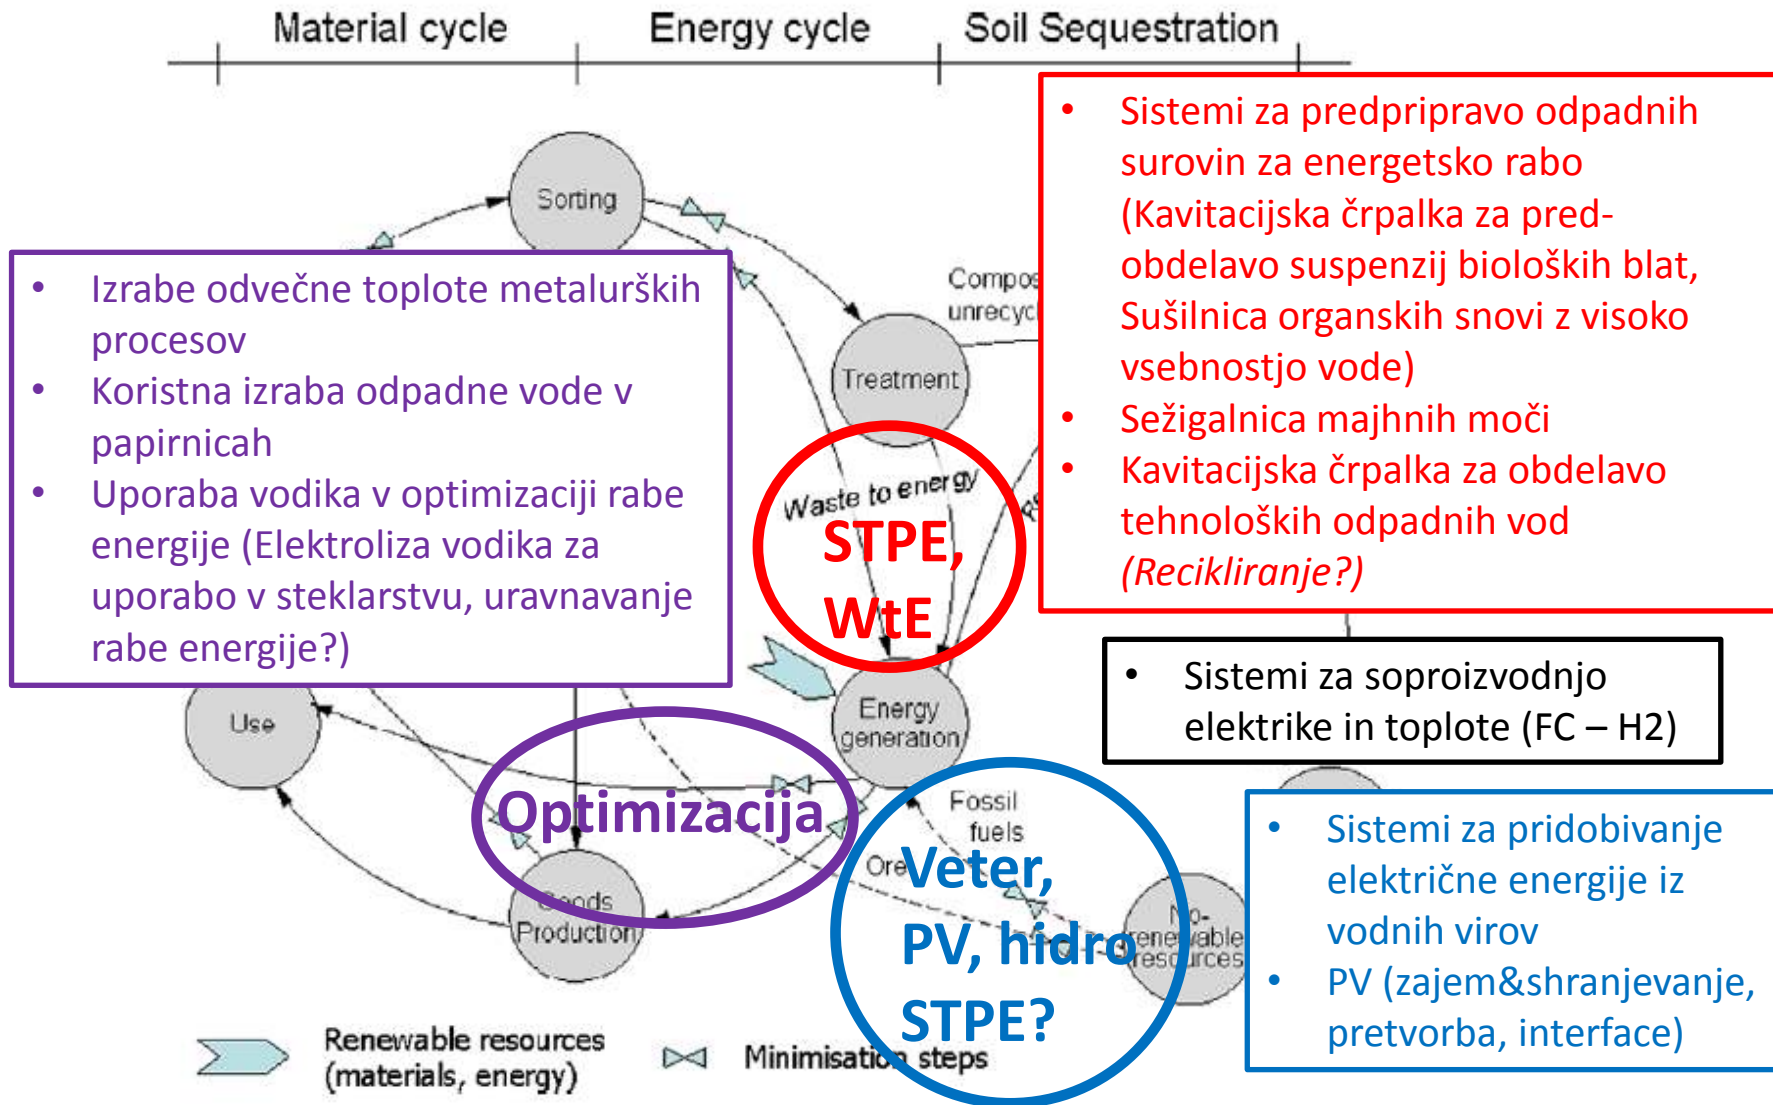 Material cycle
Energy cycle
Soil Sequestration
Sorting
Treatment
Waste to energy
STPE,
WtE
Energy
generation
Use
Optimizacija
Goods
Production
Fossil
fuels
Ore
Veter,
PV, hidro
STPE?
renewable
resources
• Izrabe odvečne toplote metalurških
procesov
• Koristna izraba odpadne vode v
papirnicah
• Uporaba vodika v optimizaciji rabe
energije (Elektroliza vodika za
uporabo v steklarstvu, uravnavanje
rabe energije?)
• Sistemi za predpripravo odpadnih
surovin za energetsko rabo
(Kavitacijska črpalka za pred-
obdelavo suspenzij bioloških blat,
Sušilnica organskih snovi z visoko
vsebnostjo vode)
• Sežigalnica majhnih moči
• Kavitacijska črpalka za obdelavo
tehnoloških odpadnih vod
(Recikliranje?)
• Sistemi za soproizvodnjo
elektrike in toplote (FC – H2)
• Sistemi za pridobivanje
električne energije iz
vodnih virov
• PV (zajem&shranjevanje,
pretvorba, interface)
Renewable resources
(materials, energy)
Minimisation steps